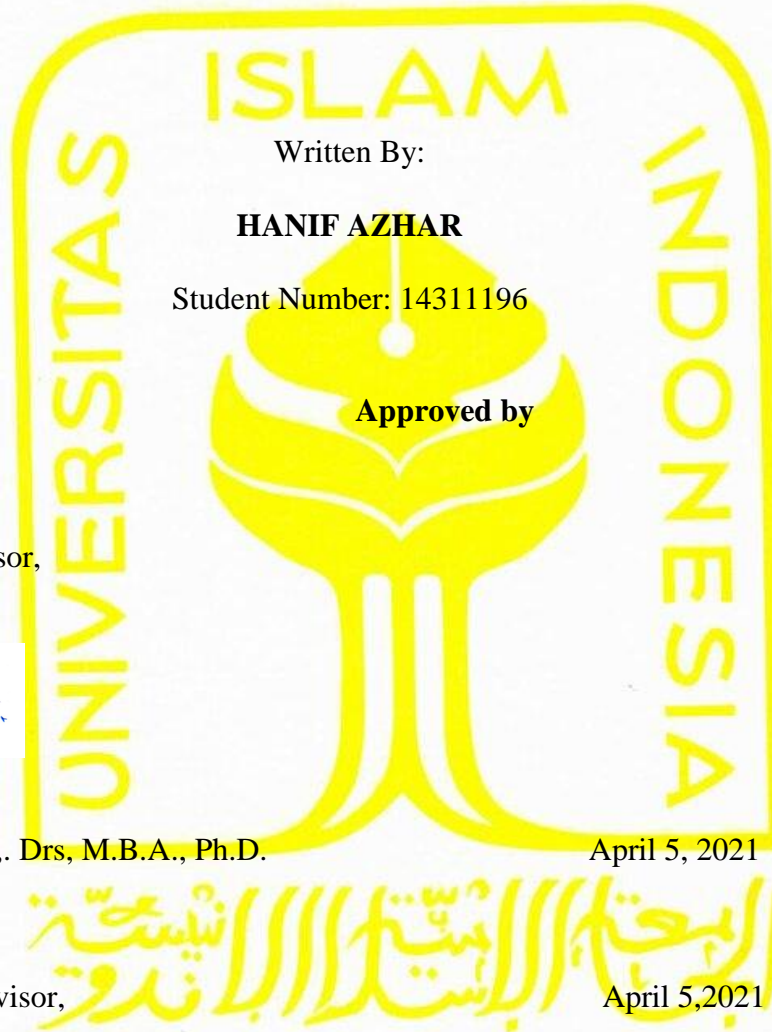 ISLAM
UNIVERSITAS
INDONESIA
Written By:
HANIF AZHAR
Student Number: 14311196
Approved by
sor,
,. Drs, M.B.A., Ph.D. April 5, 2021
visor, April 5,2021